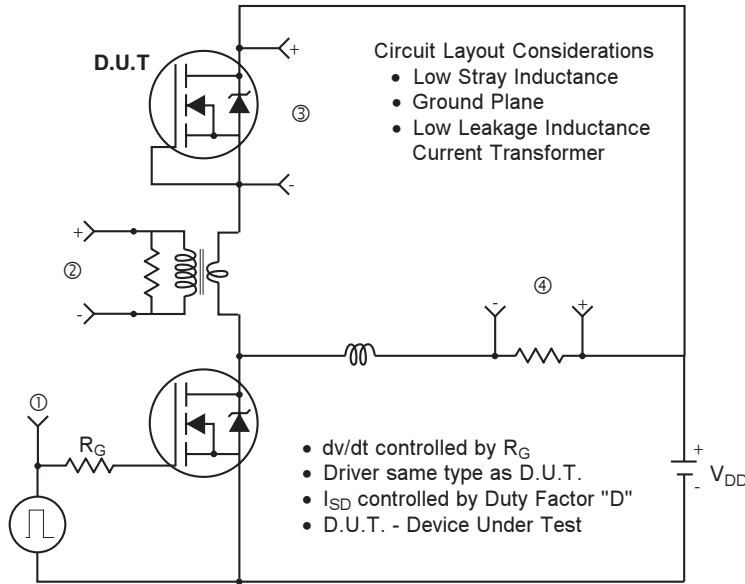 D.U.T
+
③
-
Circuit Layout Considerations
• Low Stray Inductance
• Ground Plane
• Low Leakage Inductance
Current Transformer
+
②
-
④
- +
①
RG
• dv/dt controlled by RG
• Driver same type as D.U.T.
• ISD controlled by Duty Factor "D"
• D.U.T. - Device Under Test
+
VDD
-